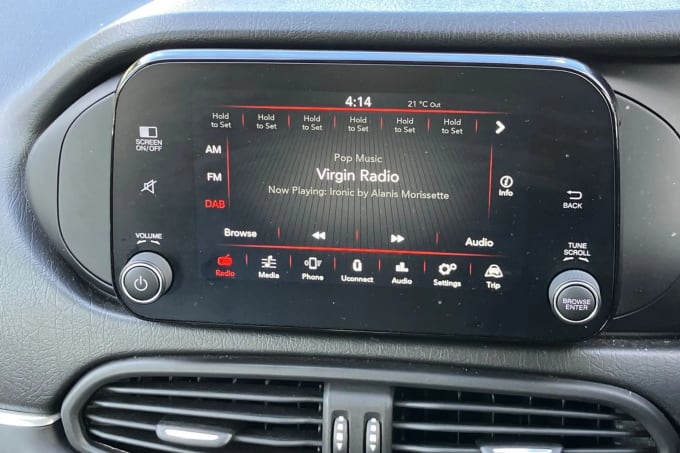 4:14 21 °C Out
Hold to Set Hold to Set Hold to Set Hold to Set Hold to Set Hold to Set
SCREEN ON/OFF
AM
Pop Music
FM
Virgin Radio
Info
Now Playing: Ironic by Alanis Morissette
DAB
BACK
VOLUME
Browse
Audio
TUNE SCROLL
Radio Media Phone Uconnect Audio Settings Trip
BROWSE ENTER